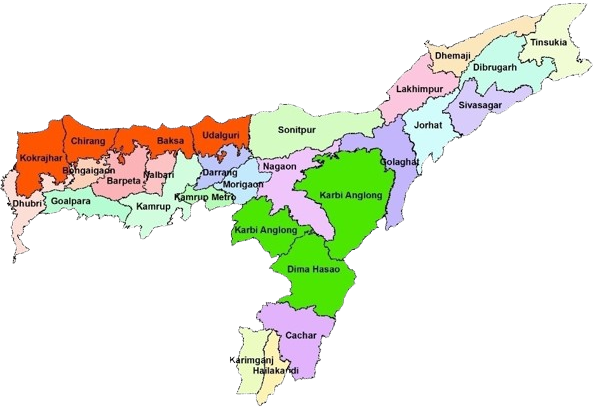 Tinsukia
Dhemaji
Dibrugarh
Lakhimpur
Sivasagar
Jorhat
Sonitpur
Udalguri
Baksa
Chirang
Kokrajhar
Golaghat
Nagaon
Bongaigaon
Nalbari
Darrang
Barpeta
Morigaon
Karbi Anglong
Kamrup Metro
Dhubri
Goalpara
Kamrup
Karbi Anglong
Dima Hasao
Cachar
Karimganj
Hailakandi